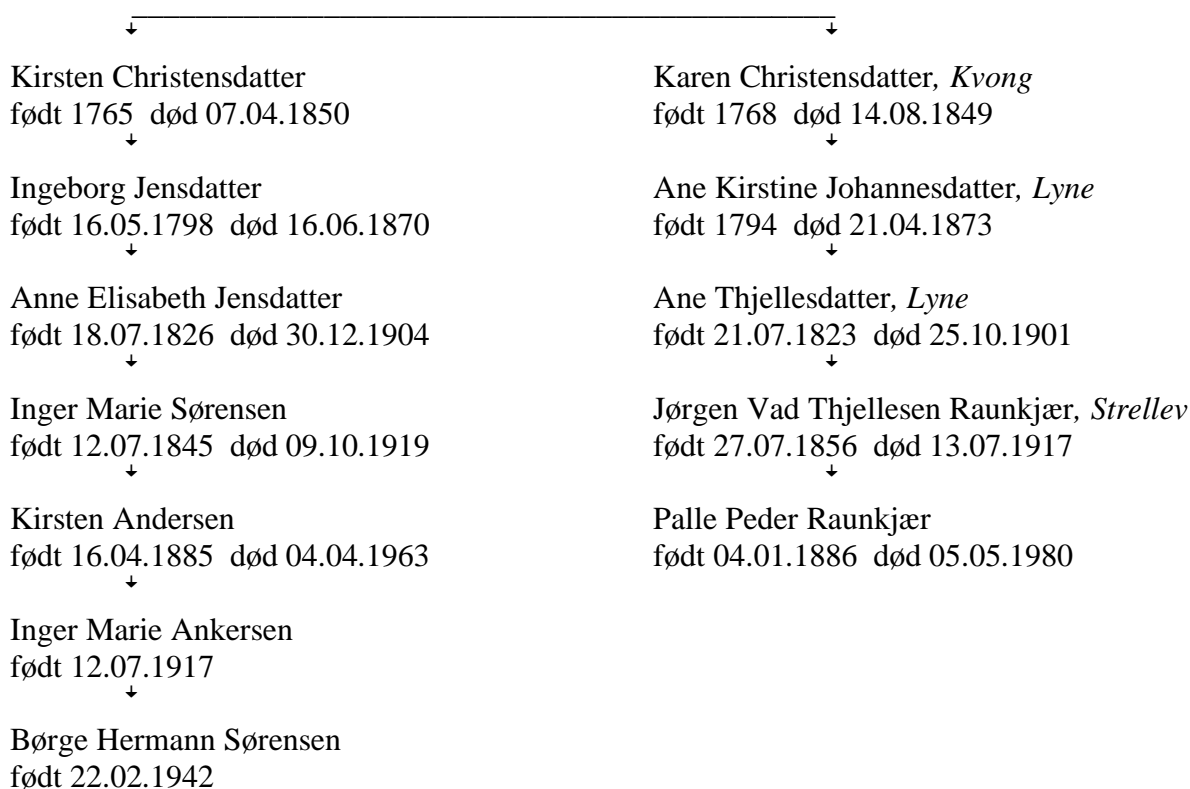 Kirsten Christensdatter
født 1765  død 07.04.1850
Ingeborg Jensdatter
født 16.05.1798  død 16.06.1870
Anne Elisabeth Jensdatter
født 18.07.1826  død 30.12.1904
Inger Marie Sørensen
født 12.07.1845  død 09.10.1919
Kirsten Andersen
født 16.04.1885  død 04.04.1963
Inger Marie Ankersen
født 12.07.1917
Børge Hermann Sørensen
født 22.02.1942
Karen Christensdatter, Kvong
født 1768  død 14.08.1849
Ane Kirstine Johannesdatter, Lyne
født 1794  død 21.04.1873
Ane Thjellesdatter, Lyne
født 21.07.1823  død 25.10.1901
Jørgen Vad Thjellesen Raunkjær, Strellev
født 27.07.1856  død 13.07.1917
Palle Peder Raunkjær
født 04.01.1886  død 05.05.1980